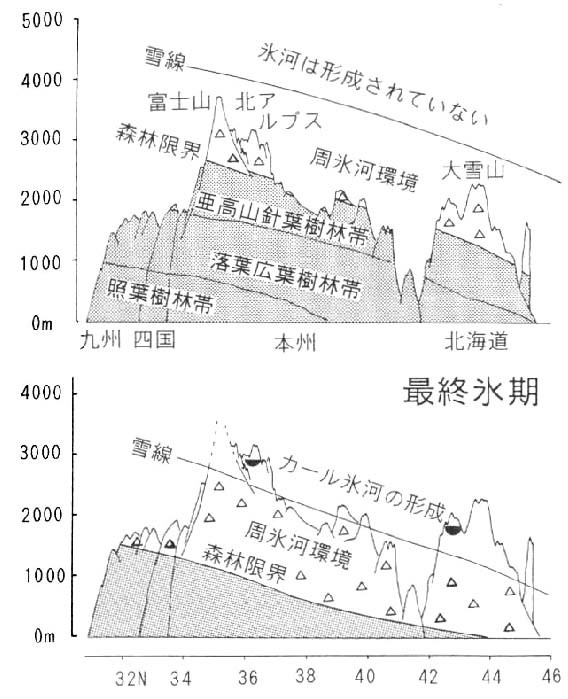 5000
4000
3000
2000
1000
0m
雪線
氷河は形成されていない
富士山
北ア
ルプス
森林限界
周氷河環境
大雪山
亜高山針葉樹林帯
落葉広葉樹林帯
照葉樹林帯
九州 四国 本州 北海道
最終氷期
4000
3000
2000
1000
0m
雪線
カール氷河の形成
周氷河環境
森林限界
32N 34 36 38 40 42 44 46